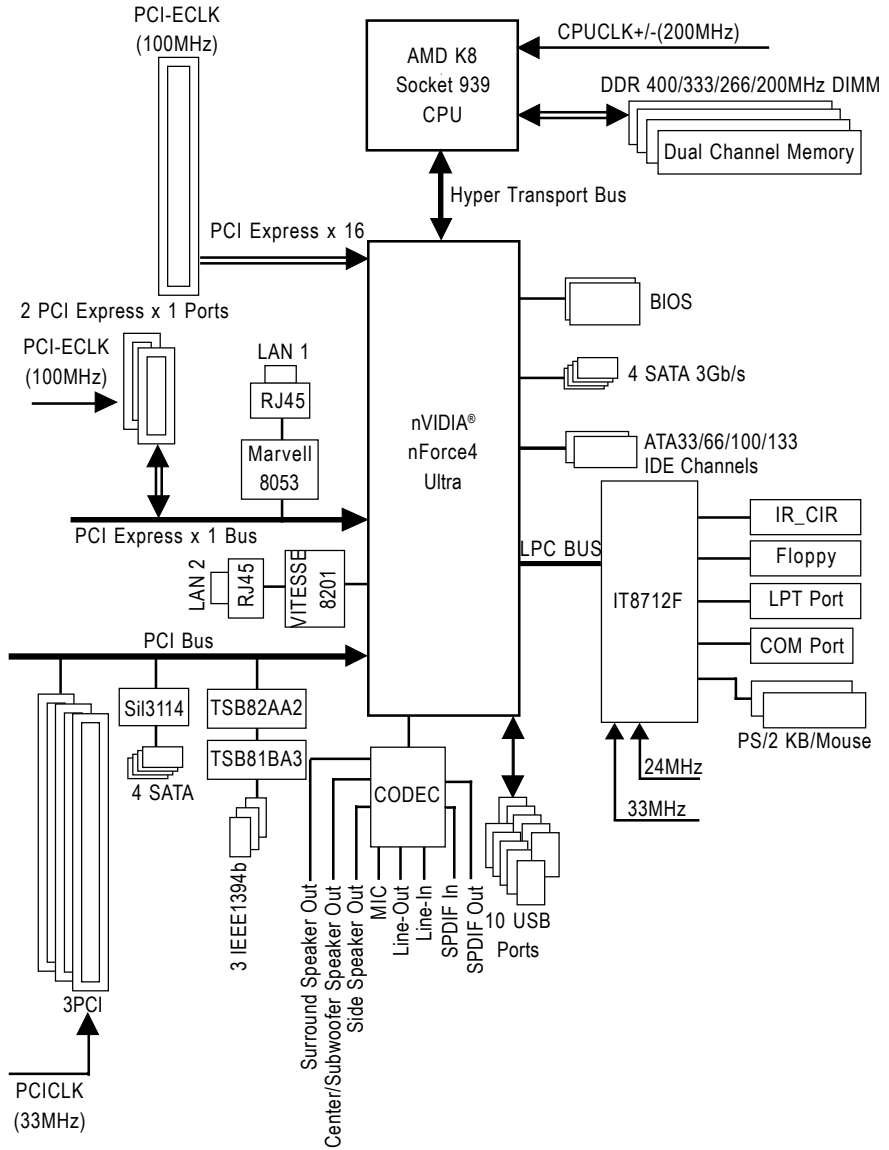 PCI-ECLK
(100MHz)
AMD K8
Socket 939
CPU
CPUCLK+/-(200MHz)
DDR 400/333/266/200MHz DIMM
Dual Channel Memory
Hyper Transport Bus
PCI Express x 16
2 PCI Express x 1 Ports
PCI-ECLK
(100MHz)
LAN 1
RJ45
Marvell
8053
PCI Express x 1 Bus
nVIDIA®
nForce4
Ultra
BIOS
4 SATA 3Gb/s
ATA33/66/100/133
IDE Channels
LPC BUS
IT8712F
IR_CIR
Floppy
LPT Port
COM Port
PS/2 KB/Mouse
24MHz
33MHz
LAN 2
RJ45
VITESSE
8201
PCI Bus
Sil3114
4 SATA
TSB82AA2
TSB81BA3
3 IEEE1394b
CODEC
Surround Speaker Out
Center/Subwoofer Speaker Out
Side Speaker Out
MIC
Line-Out
Line-In
SPDIF In
SPDIF Out
10 USB
Ports
3PCI
PCICLK
(33MHz)